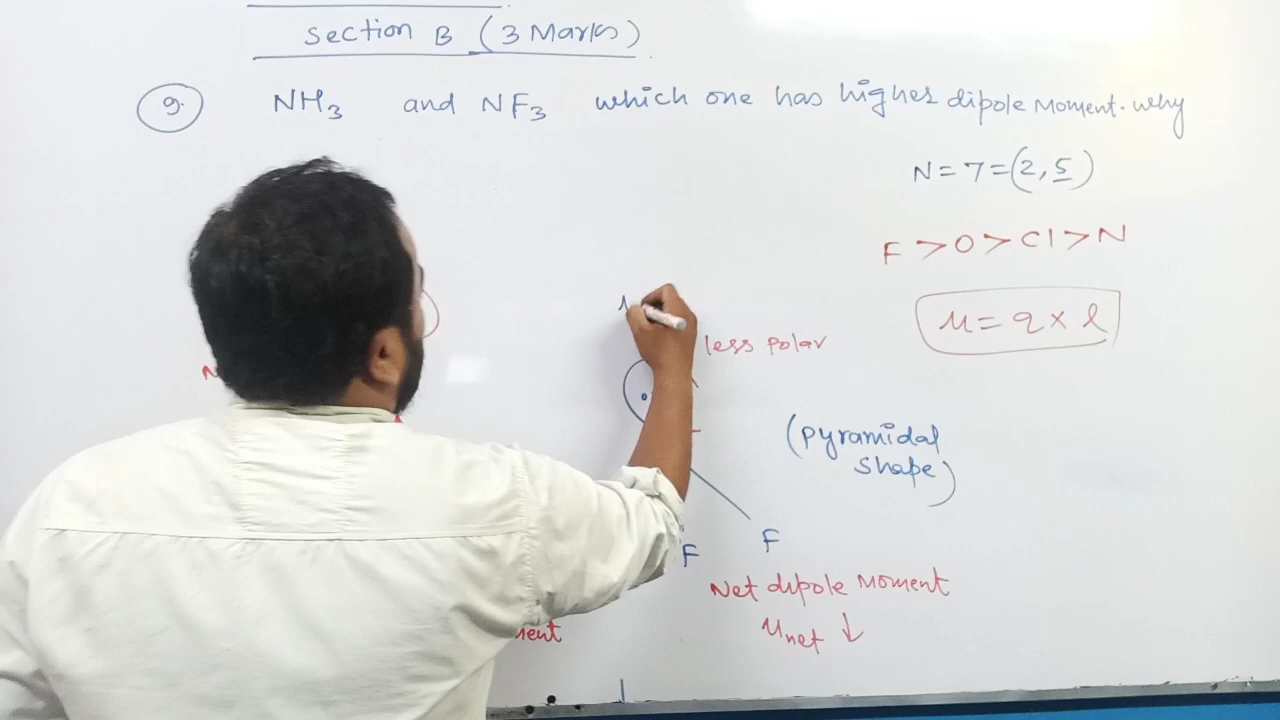 Section B (3 Marks)
9. NH3 and NF3 which one has higher dipole Moment. why
N = 7 = (2, 5)
F > O > Cl > N
μ = q × l
less polar
(Pyramidal
Shape)
F F
Net dipole Moment
μnet ↓